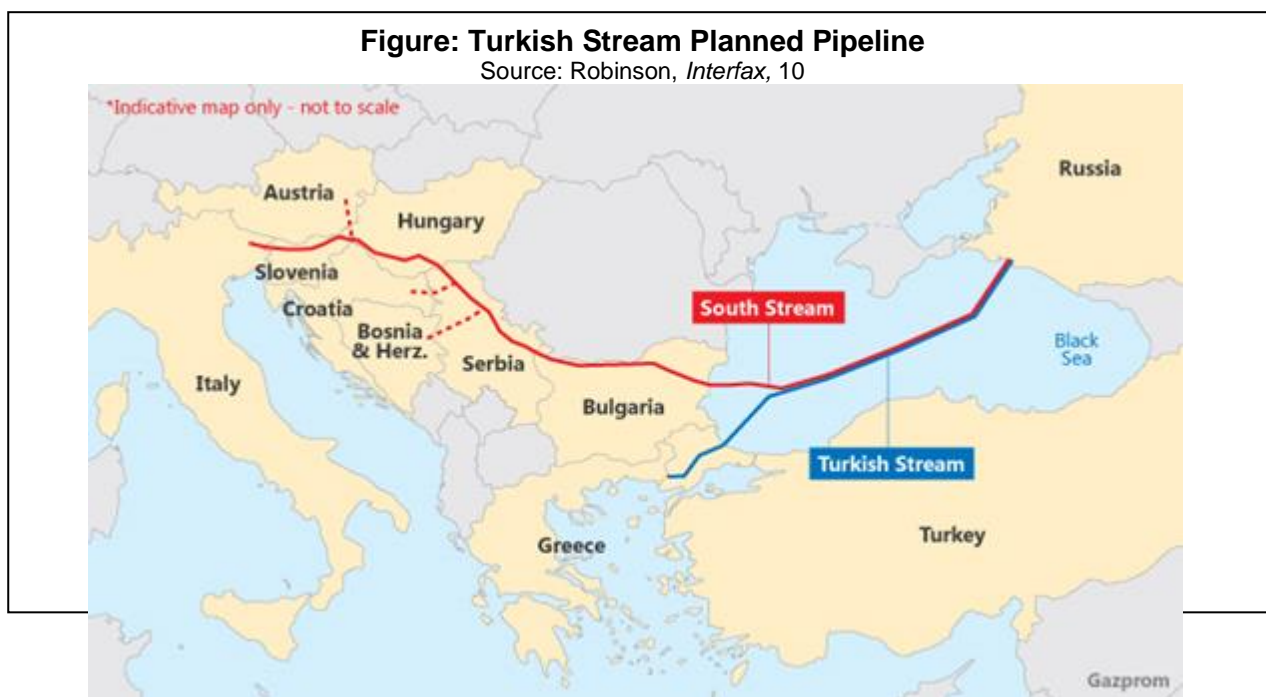 Figure: Turkish Stream Planned Pipeline
Source: Robinson, Interfax, 10
*Indicative map only - not to scale
Russia
Austria
Hungary
Slovenia
South Stream
Croatia
Bosnia
& Herz.
Black
Sea
Serbia
Italy
Bulgaria
Turkish Stream
Turkey
Greece
Gazprom